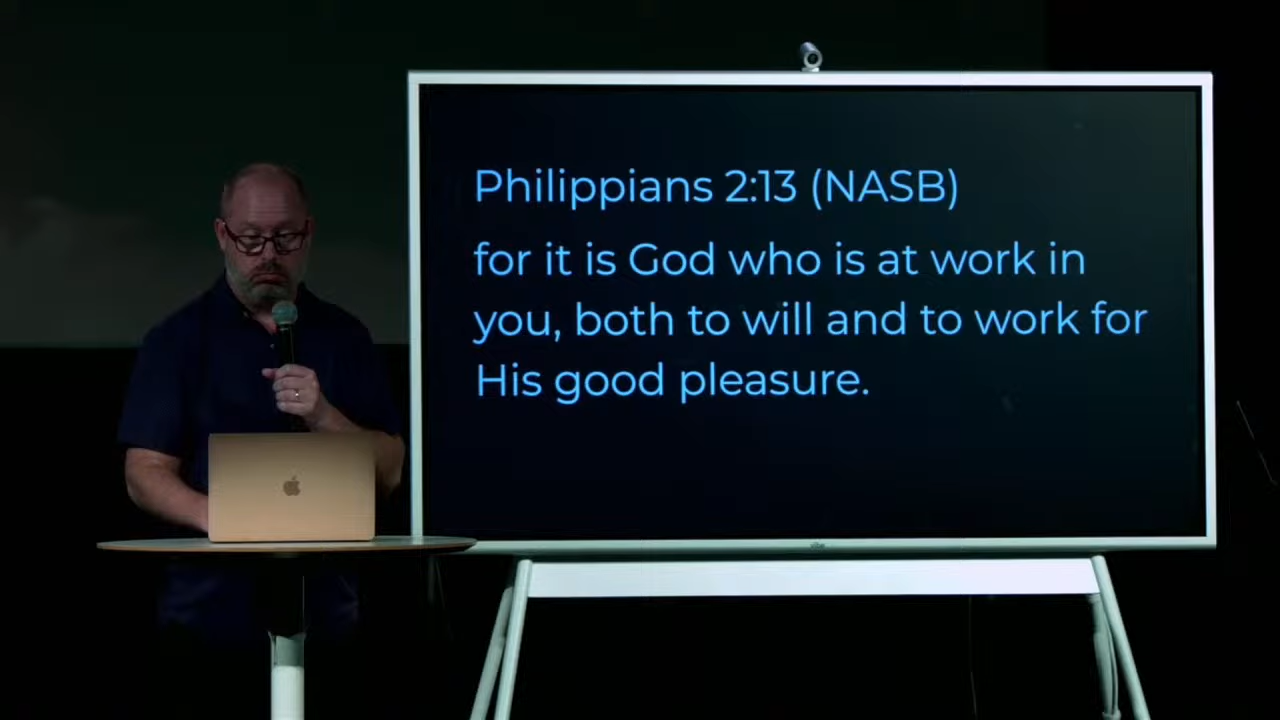 Philippians 2:13 (NASB)
for it is God who is at work in
you, both to will and to work for
His good pleasure.
vibe